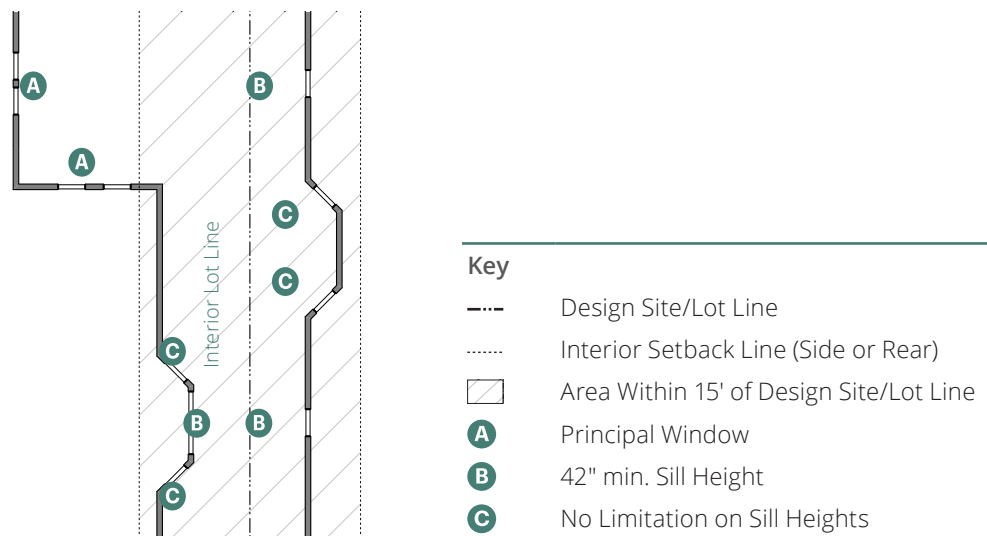 A
B
A
C
C
Interior Lot Line
C
B
B
C
Key
Design Site/Lot Line
Interior Setback Line (Side or Rear)
Area Within 15' of Design Site/Lot Line
A Principal Window
B 42" min. Sill Height
C No Limitation on Sill Heights